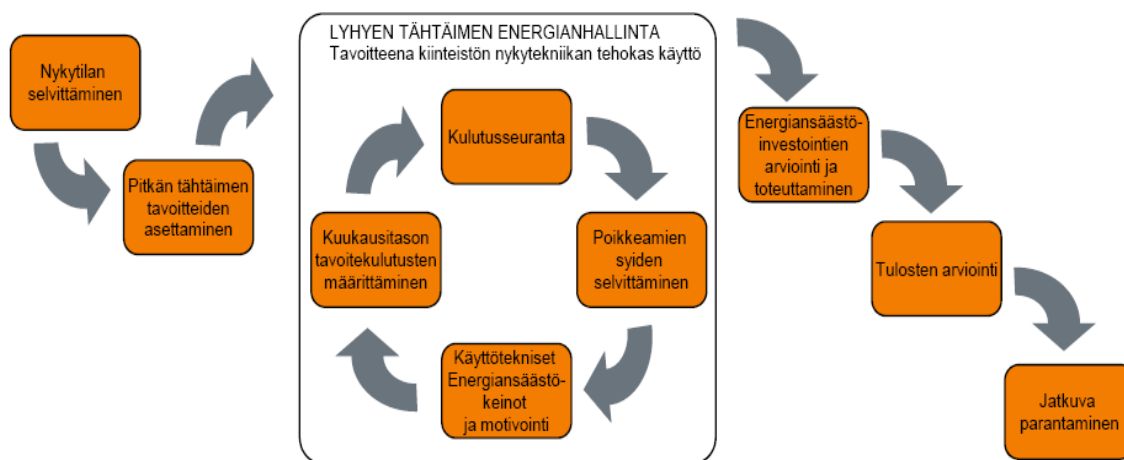 Nykytilan
selvittäminen
Pitkän tähtäimen
tavoitteiden
asettaminen
LYHYEN TÄHTÄIMEN ENERGIANHALLINTA
Tavoitteena kiinteistön nykytekniikan tehokas käyttö
Kulutusseuranta
Poikkeamien
syiden
selvittäminen
Käyttötekniset
Energiansäästö-
keinot
ja motivointi
Kuukausitason
tavoitekulutusten
määrittäminen
Energiansäästö-
investointien
arviointi ja
toteuttaminen
Tulosten arviointi
Jatkuva
parantaminen